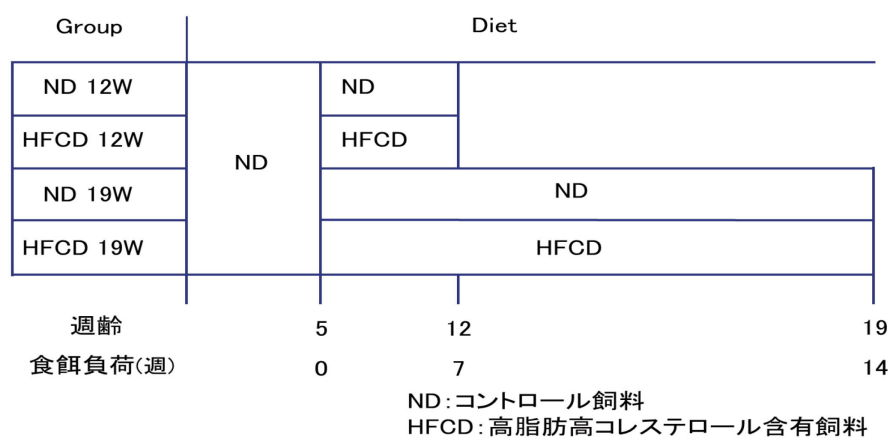 Group Diet
ND 12W ND
HFCD 12W HFCD
ND
ND 19W ND
HFCD 19W HFCD
週齢 5 12 19
食餌負荷(週) 0 7 14
ND:コントロール飼料
HFCD:高脂肪高コレステロール含有飼料